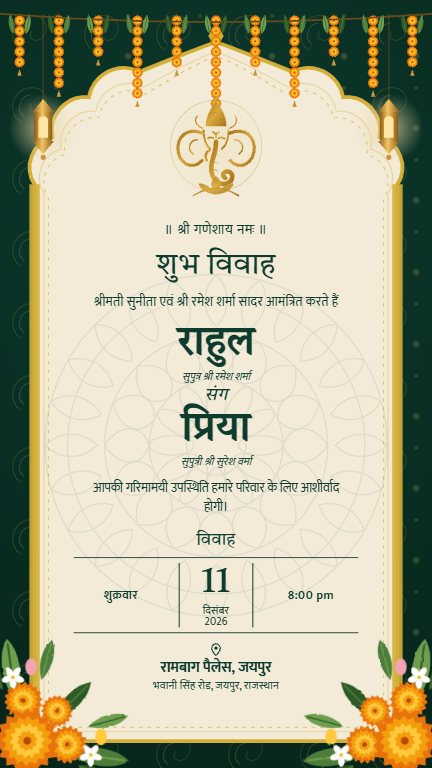 ॥ श्री गणेशाय नमः ॥
शुभ विवाह
श्रीमती सुनीता एवं श्री रमेश शर्मा सादर आमंत्रित करते हैं
राहुल
सुपुत्र श्री रमेश शर्मा
संग
प्रिया
सुपुत्री श्री सुरेश वर्मा
आपकी गरिमामयी उपस्थिति हमारे परिवार के लिए आशीर्वाद
होगी।
विवाह
शुक्रवार
11
दिसंबर
2026
8:00 pm
रामबाग पैलेस, जयपुर
भवानी सिंह रोड, जयपुर, राजस्थान